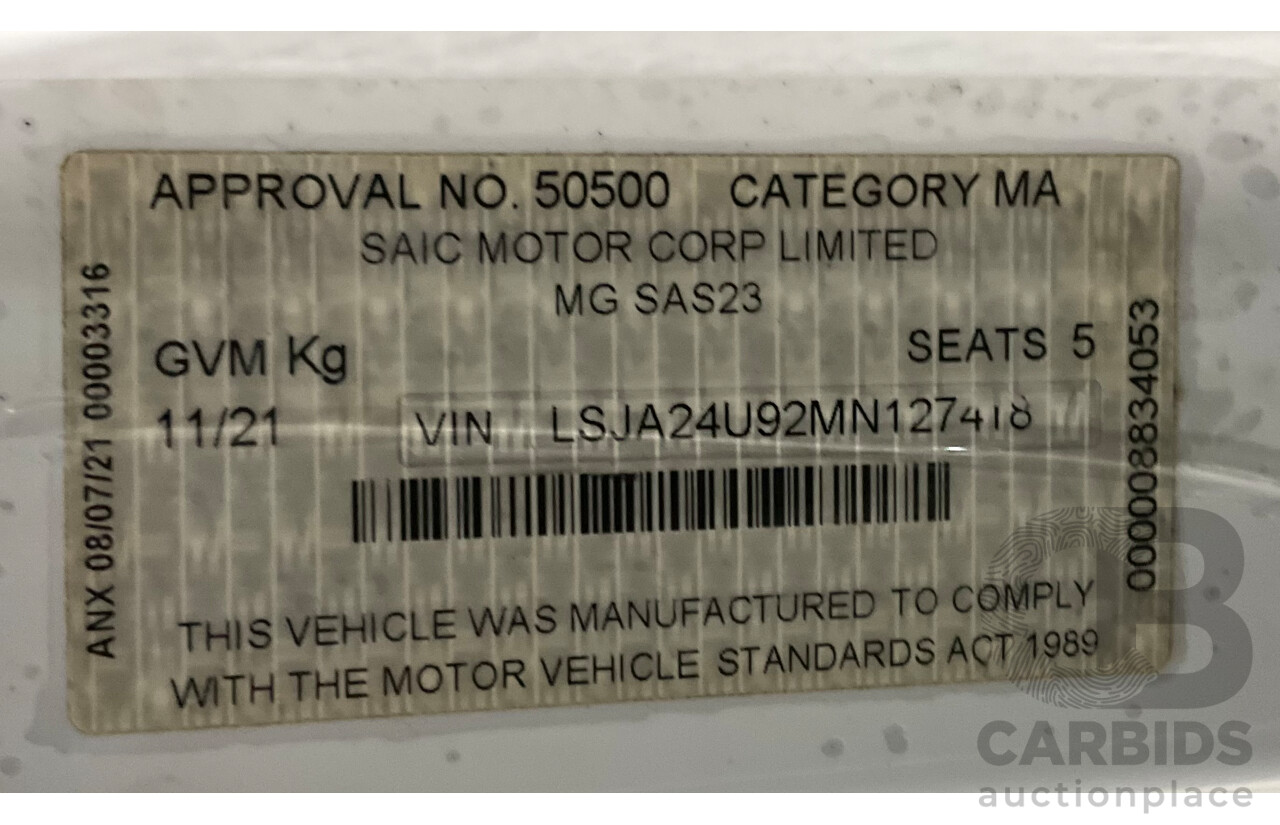 APPROVAL NO. 50500 CATEGORY MA
SAIC MOTOR CORP LIMITED
MG SAS23
GVM Kg SEATS 5
11/21 VIN LSJA24U92MN127418
THIS VEHICLE WAS MANUFACTURED TO COMPLY
WITH THE MOTOR VEHICLE STANDARDS ACT 1989
ANX 08/07/21 00003316
000008834053
CARBIDS
auctionplace